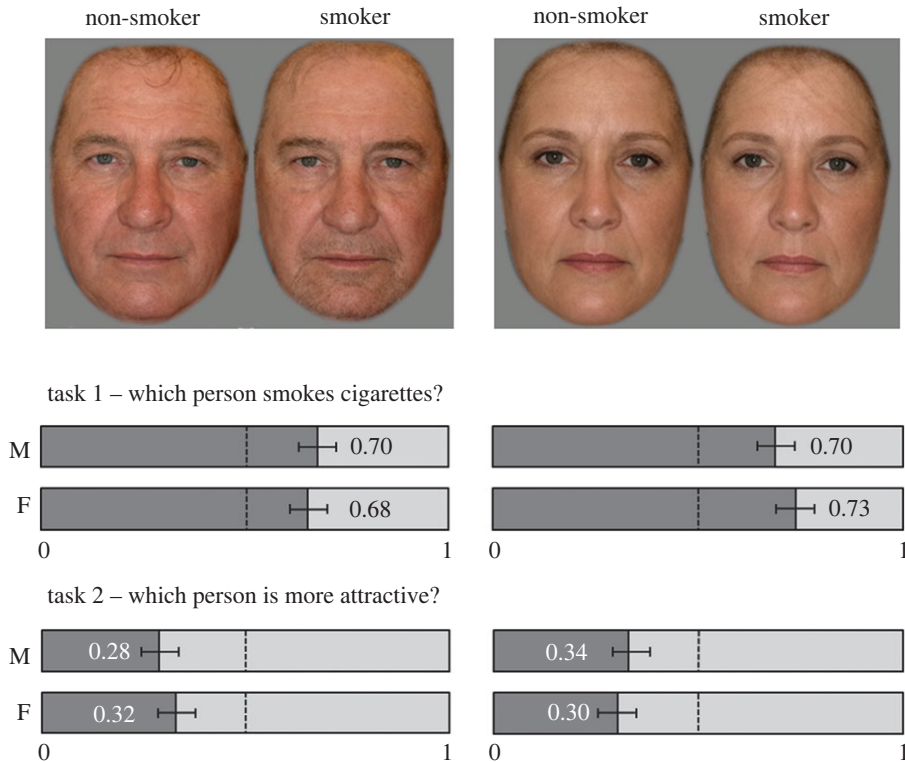 non-smoker smoker non-smoker smoker
task 1 – which person smokes cigarettes?
M 0.70 0.70
F 0.68 0.73
0 1 0 1
task 2 – which person is more attractive?
M 0.28 0.34
F 0.32 0.30
0 1 0 1